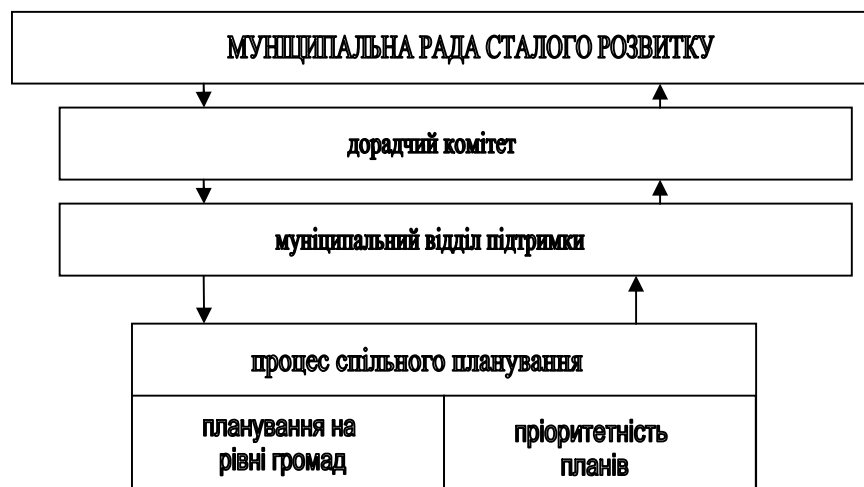 МУНІЦИПАЛЬНА РАДА СТАЛОГО РОЗВИТКУ
дорадчий комітет
муніципальний відділ підтримки
процес спільного планування
планування на
рівні громад
пріоритетність
планів